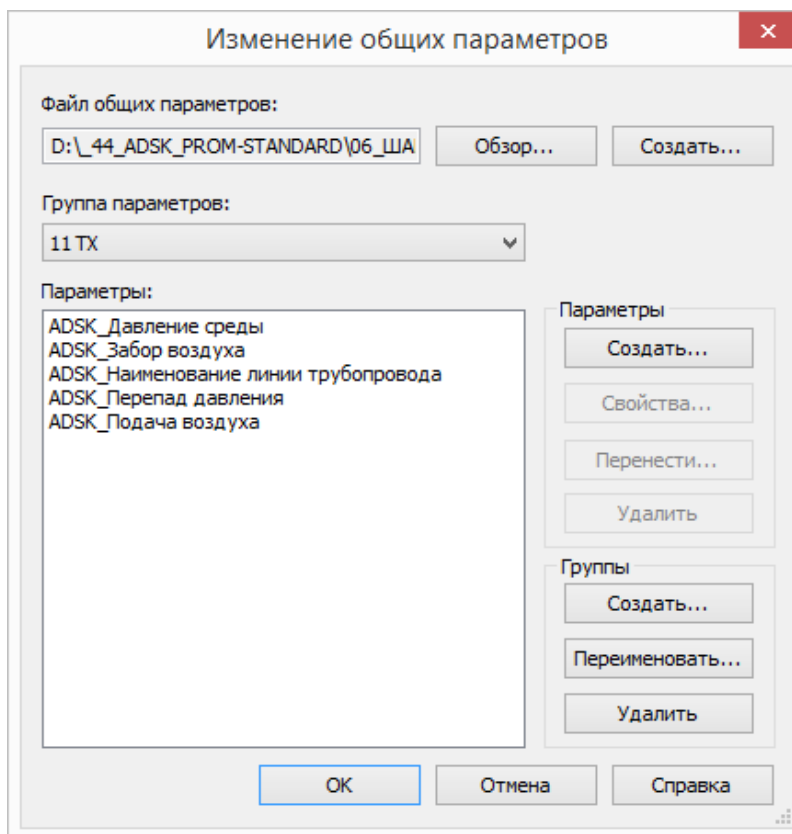 Изменение общих параметров
Файл общих параметров:
D:\_44_ADSK_PROM-STANDARD\06_ША
Обзор...
Создать...
Группа параметров:
11 ТХ
Параметры:
ADSK_Давление среды
ADSK_Забор воздуха
ADSK_Наименование линии трубопровода
ADSK_Перепад давления
ADSK_Подача воздуха
Параметры
Создать...
Свойства...
Перенести...
Удалить
Группы
Создать...
Переименовать...
Удалить
ОК
Отмена
Справка